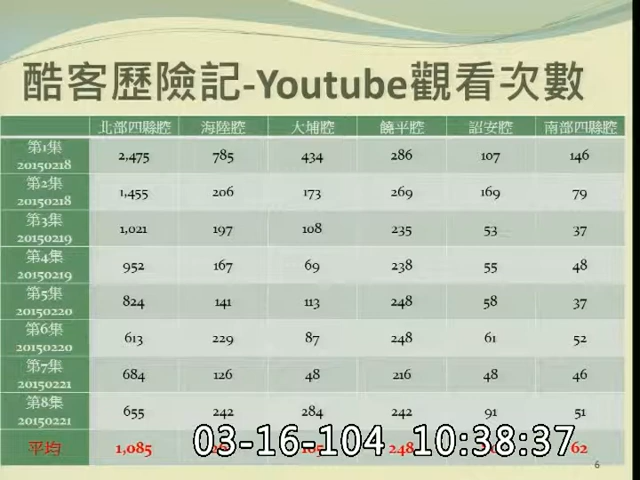 酷客歷險記-Youtube觀看次數
北部四縣腔 海陸腔 大埔腔 饒平腔 詔安腔 南部四縣腔
第1集 20150218 2,475 785 434 286 107 146
第2集 20150218 1,455 206 173 269 169 79
第3集 20150219 1,021 197 108 235 53 37
第4集 20150219 952 167 69 238 55 48
第5集 20150220 824 141 113 248 58 37
第6集 20150220 613 229 87 248 61 52
第7集 20150221 684 126 48 216 48 46
第8集 20150221 655 242 284 242 91 51
平均 1,085 248 62
03-16-104 10:38:37
6